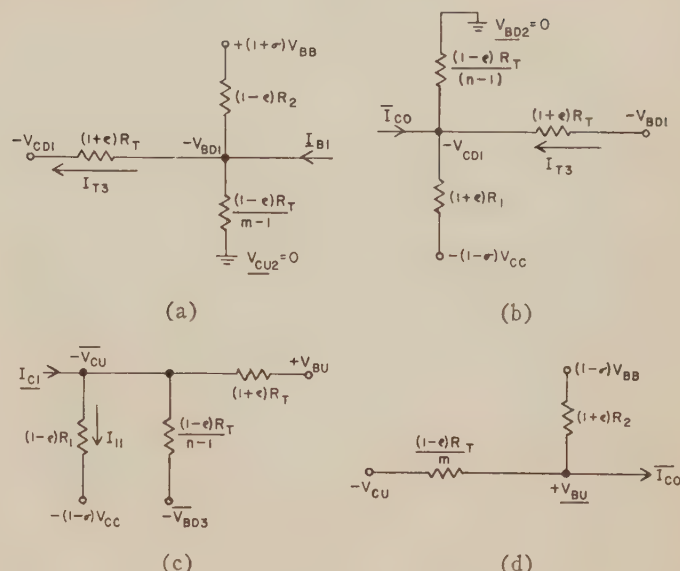 +(1+σ)V_BB
(1-ϵ)R_2
-V_CD1
(1+ϵ)R_T
-V_BD1
I_B1
I_T3
(1-ϵ)R_T
m-1
V_CU2=0
(a)
V_BD2=0
(1-ϵ) R_T
(n-1)
I_CO
(1+ϵ)R_T
-V_BD1
-V_CD1
I_T3
(1+ϵ)R_1
-(1-σ)V_CC
(b)
-V_CU
+V_BU
I_C1
(1+ϵ)R_T
(1-ϵ)R_1
I_11
(1-ϵ)R_T
n-1
-(1-σ)V_CC
-V_BD3
(c)
(1-σ)V_BB
(1+ϵ)R_2
(1-ϵ)R_T
m
-V_CU
+V_BU
I_CO
(d)